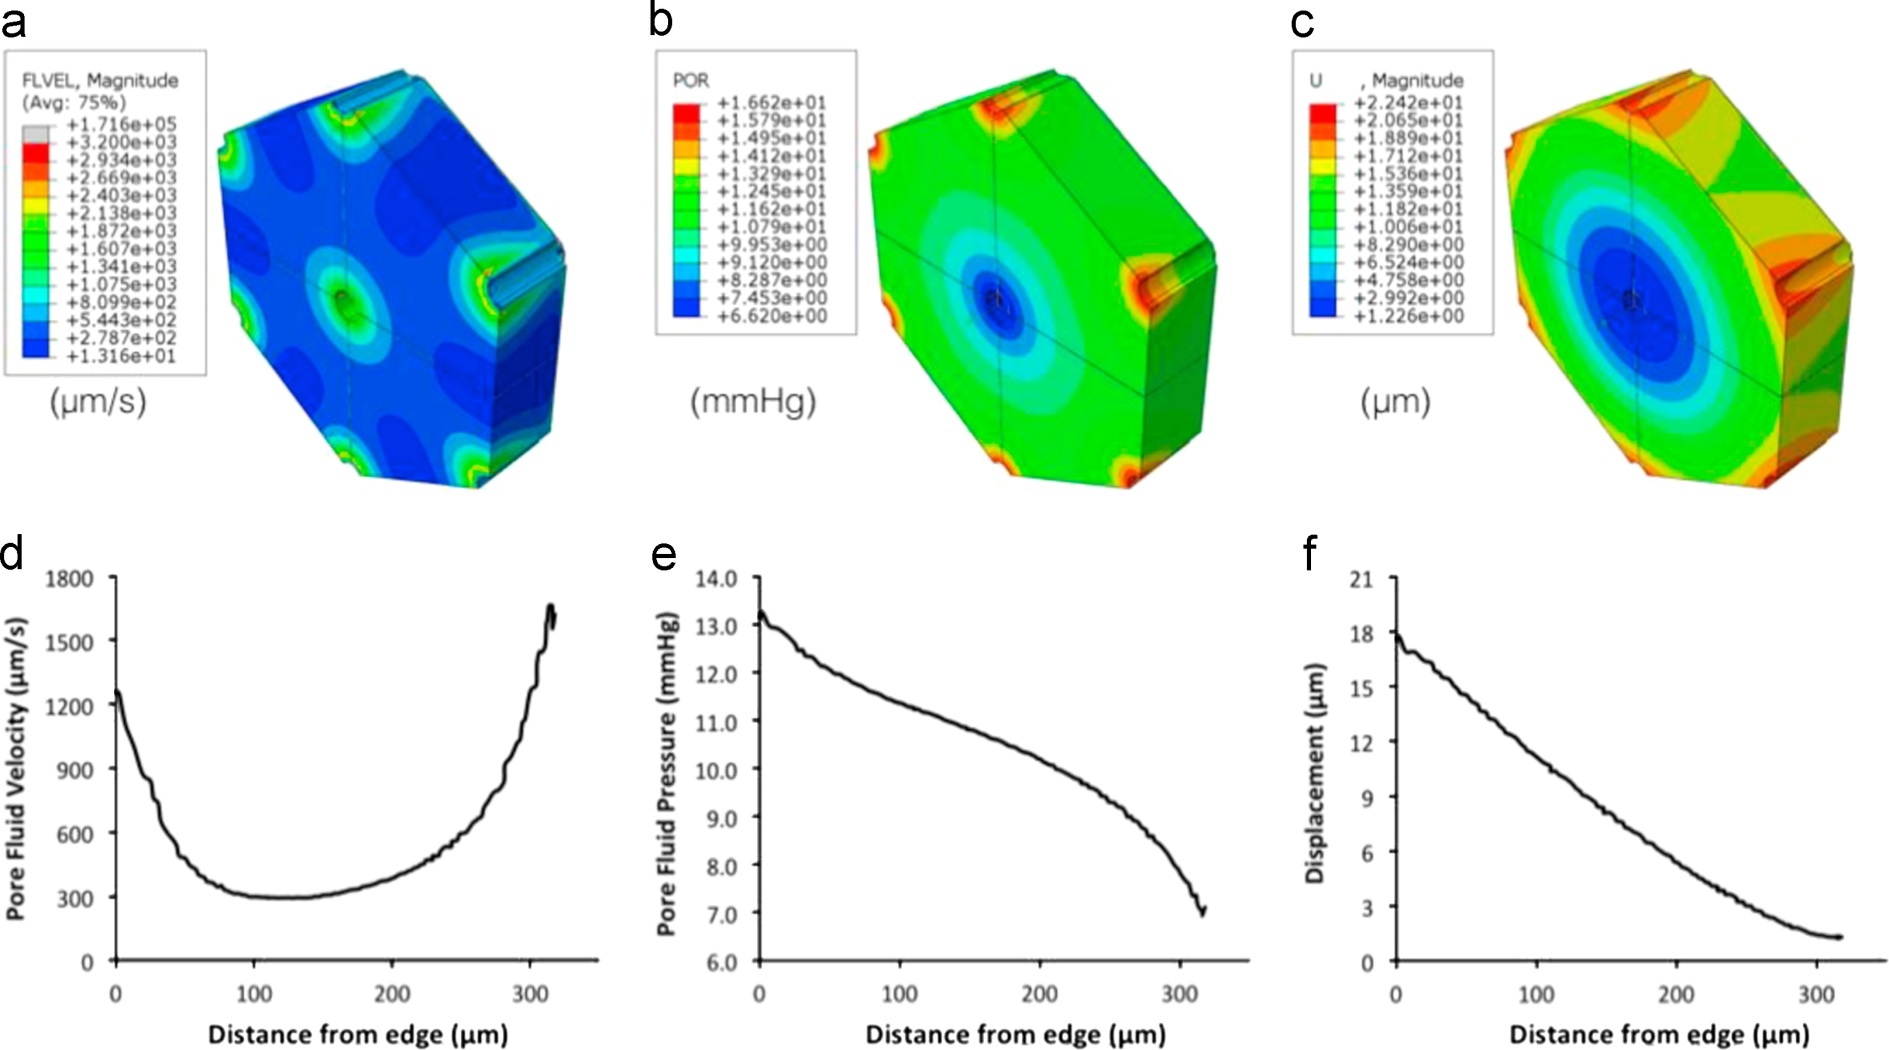 a
FLVEL, Magnitude
(Avg: 75%)
+1.716e+05
+3.200e+03
+2.934e+03
+2.669e+03
+2.403e+03
+2.138e+03
+1.872e+03
+1.607e+03
+1.341e+03
+1.075e+03
+8.099e+02
+5.443e+02
+2.787e+02
+1.316e+01
(µm/s)
b
POR
+1.662e+01
+1.579e+01
+1.495e+01
+1.412e+01
+1.329e+01
+1.245e+01
+1.162e+01
+1.079e+01
+9.953e+00
+9.120e+00
+8.287e+00
+7.453e+00
+6.620e+00
(mmHg)
c
U , Magnitude
+2.242e+01
+2.065e+01
+1.889e+01
+1.712e+01
+1.536e+01
+1.359e+01
+1.182e+01
+1.006e+01
+8.290e+00
+6.524e+00
+4.758e+00
+2.992e+00
+1.226e+00
(µm)
d
Pore Fluid Velocity (µm/s)
1800
1500
1200
900
600
300
0
0 100 200 300
Distance from edge (µm)
e
Pore Fluid Pressure (mmHg)
14.0
13.0
12.0
11.0
10.0
9.0
8.0
7.0
6.0
0 100 200 300
Distance from edge (µm)
f
Displacement (µm)
21
18
15
12
9
6
3
0
0 100 200 300
Distance from edge (µm)